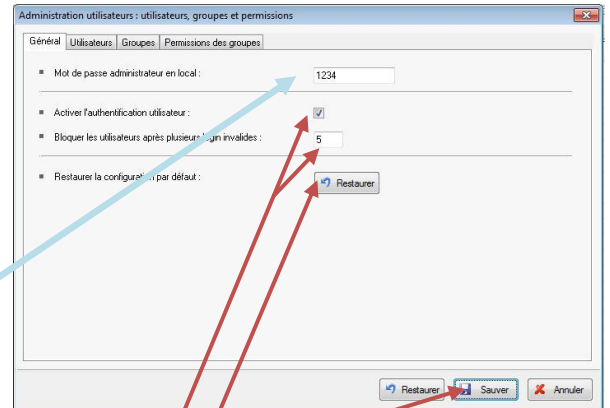 Administration utilisateurs : utilisateurs, groupes et permissions
Général Utilisateurs Groupes Permissions des groupes
Mot de passe administrateur en local : 1234
Activer l'authentification utilisateur :
Bloquer les utilisateurs après plusieurs login invalides : 5
Restaurer la configuration par défaut : Restaurer
Restaurer Sauver Annuler